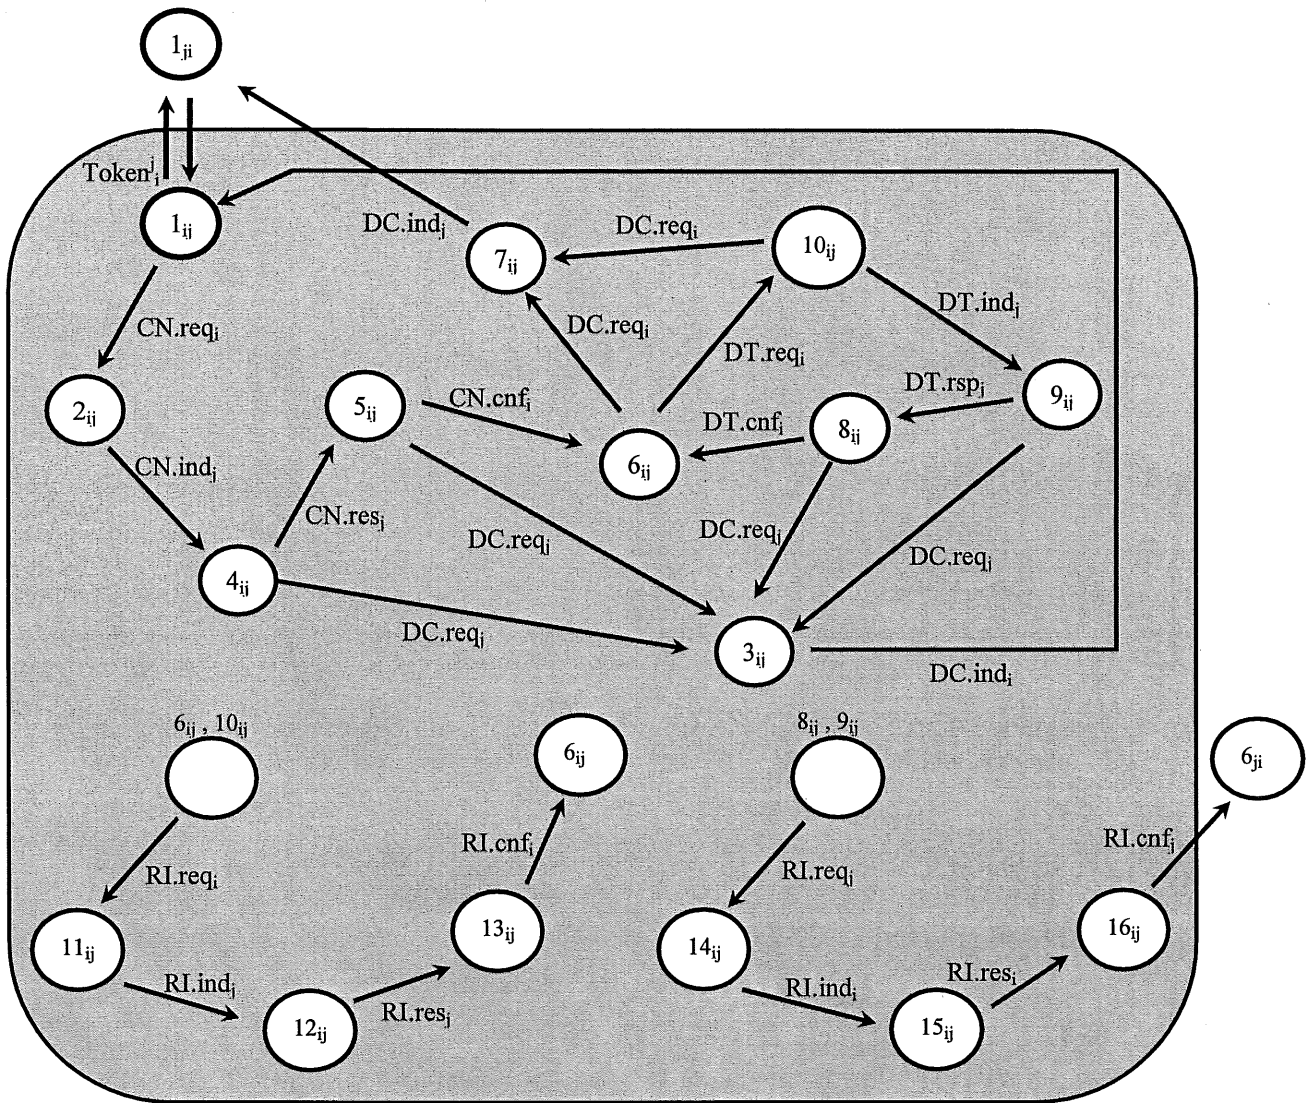 1ji
Tokenji
1ij
DC.indj
7ij
DC.reqi
10ij
CN.reqi
DC.reqi
DT.reqi
DT.indj
2ij
5ij
CN.cnfi
6ij
DT.cnfi
8ij
DT.rspj
9ij
CN.indj
CN.resj
DC.reqj
DC.reqj
DC.reqj
4ij
DC.reqj
3ij
DC.indi
6ij , 10ij
6ij
8ij , 9ij
6ji
RI.reqi
RI.cnfi
RI.reqj
RI.cnfj
11ij
13ij
14ij
16ij
RI.indj
RI.resj
12ij
RI.indi
RI.resi
15ij